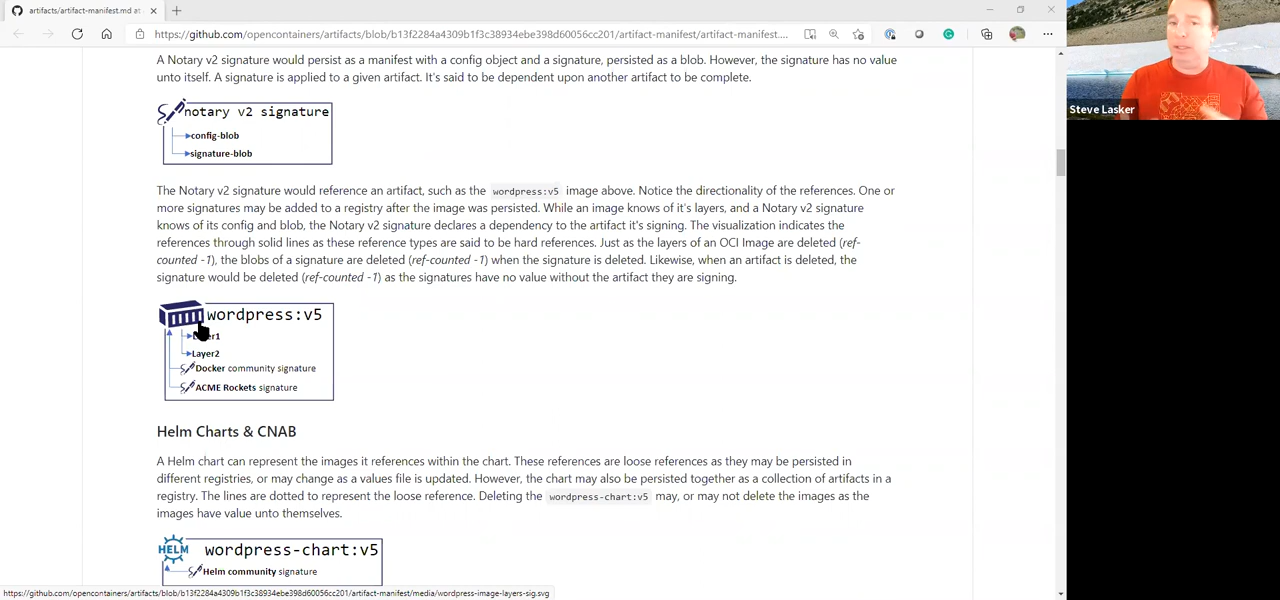 artifacts/artifact-manifest.md at
https://github.com/opencontainers/artifacts/blob/b13f2284a4309b1f3c38934ebe398d60056cc201/artifact-manifest/artifact-manifest....
A Notary v2 signature would persist as a manifest with a config object and a signature, persisted as a blob. However, the signature has no value
unto itself. A signature is applied to a given artifact. It's said to be dependent upon another artifact to be complete.
notary v2 signature
config-blob
signature-blob
The Notary v2 signature would reference an artifact, such as the wordpress:v5 image above. Notice the directionality of the references. One or
more signatures may be added to a registry after the image was persisted. While an image knows of it's layers, and a Notary v2 signature
knows of its config and blob, the Notary v2 signature declares a dependency to the artifact it's signing. The visualization indicates the
references through solid lines as these reference types are said to be hard references. Just as the layers of an OCI Image are deleted (ref-
counted -1), the blobs of a signature are deleted (ref-counted -1) when the signature is deleted. Likewise, when an artifact is deleted, the
signature would be deleted (ref-counted -1) as the signatures have no value without the artifact they are signing.
wordpress:v5
Layer1
Layer2
Docker community signature
ACME Rockets signature
Helm Charts & CNAB
A Helm chart can represent the images it references within the chart. These references are loose references as they may be persisted in
different registries, or may change as a values file is updated. However, the chart may also be persisted together as a collection of artifacts in a
registry. The lines are dotted to represent the loose reference. Deleting the wordpress-chart:v5 may, or may not delete the images as the
images have value unto themselves.
HELM wordpress-chart:v5
Helm community signature
https://github.com/opencontainers/artifacts/blob/b13f2284a4309b1f3c38934ebe398d60056cc201/artifact-manifest/media/wordpress-image-layers-sig.svg
Steve Lasker